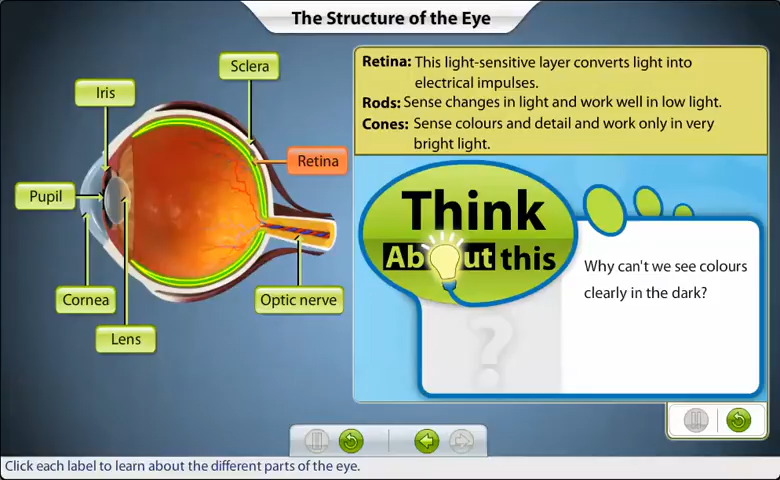 The Structure of the Eye
Sclera
Iris
Retina
Pupil
Cornea
Optic nerve
Lens
Retina: This light-sensitive layer converts light into
electrical impulses.
Rods: Sense changes in light and work well in low light.
Cones: Sense colours and detail and work only in very
bright light.
Think
About this
?
Why can't we see colours
clearly in the dark?
Click each label to learn about the different parts of the eye.